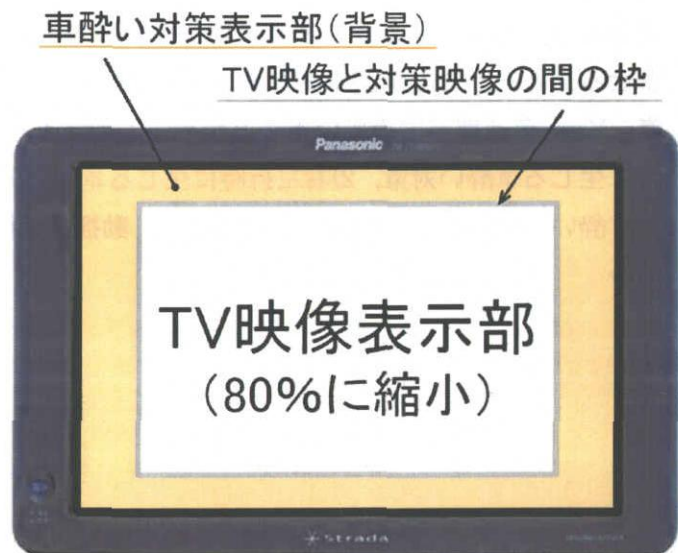 車酔い対策表示部(背景)
TV映像と対策映像の間の枠
Panasonic
TV映像表示部
(80%に縮小)
Strada